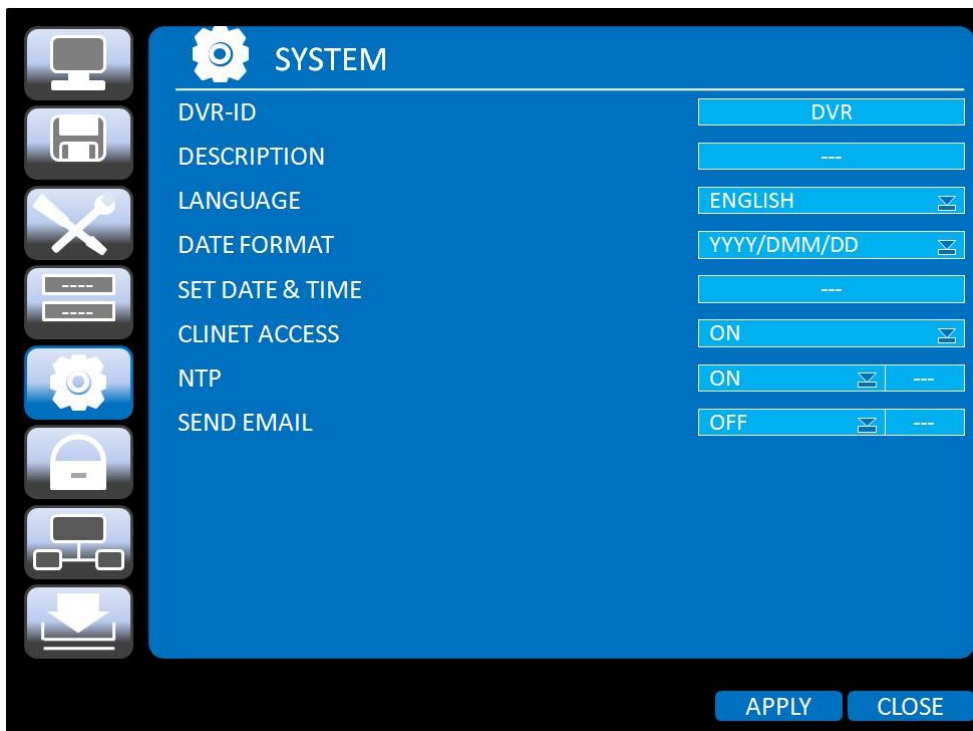 SYSTEM
DVR-ID DVR
DESCRIPTION ---
LANGUAGE ENGLISH
DATE FORMAT YYYY/DMM/DD
SET DATE & TIME ---
CLINET ACCESS ON
NTP ON ---
SEND EMAIL OFF ---
----
----
APPLY CLOSE